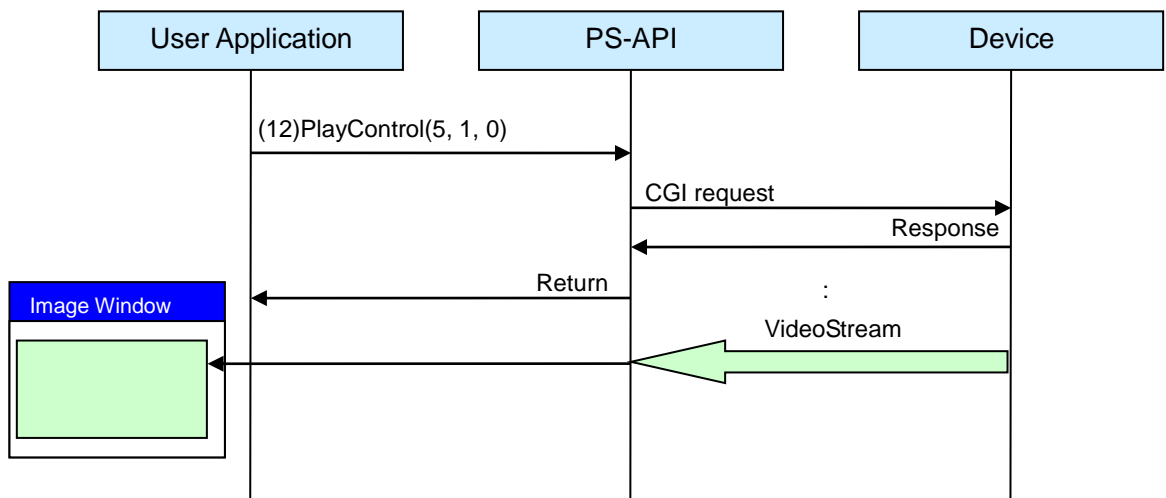 User Application
PS-API
Device
(12)PlayControl(5, 1, 0)
CGI request
Response
Return
:
Image Window
VideoStream